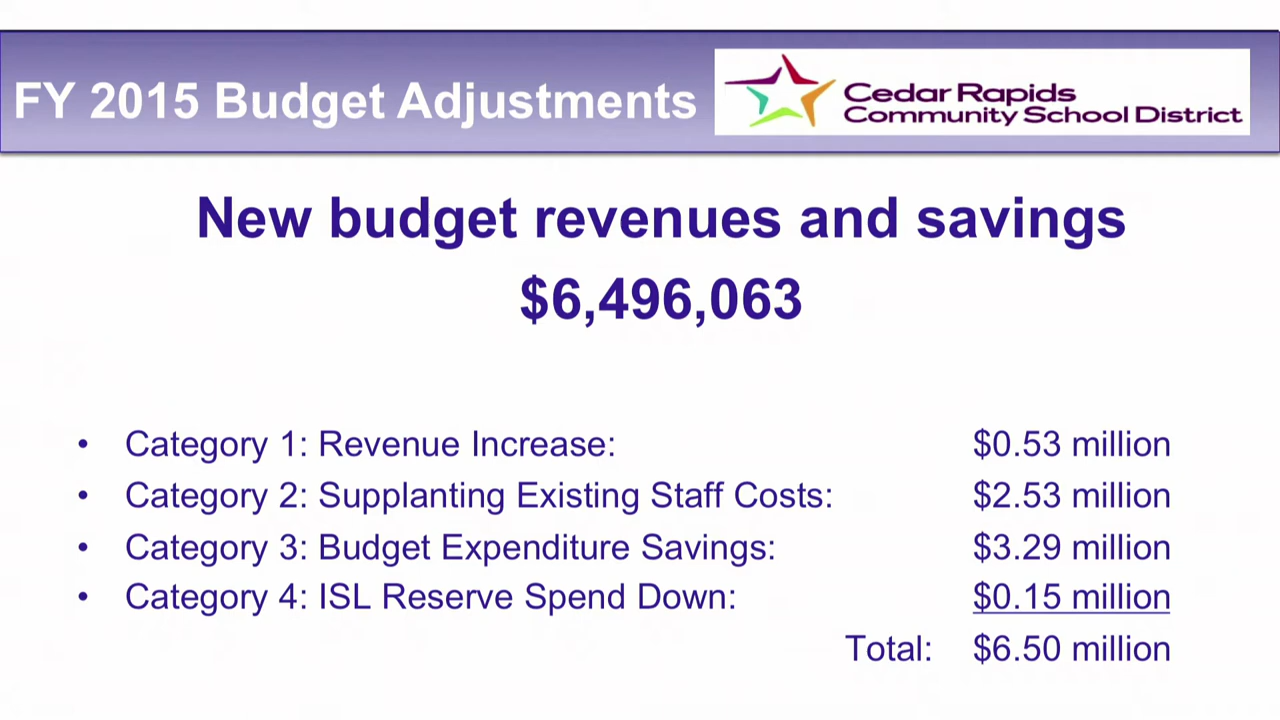 FY 2015 Budget Adjustments
Cedar Rapids
Community School District
New budget revenues and savings
$6,496,063
• Category 1: Revenue Increase: $0.53 million
• Category 2: Supplanting Existing Staff Costs: $2.53 million
• Category 3: Budget Expenditure Savings: $3.29 million
• Category 4: ISL Reserve Spend Down: $0.15 million
Total: $6.50 million